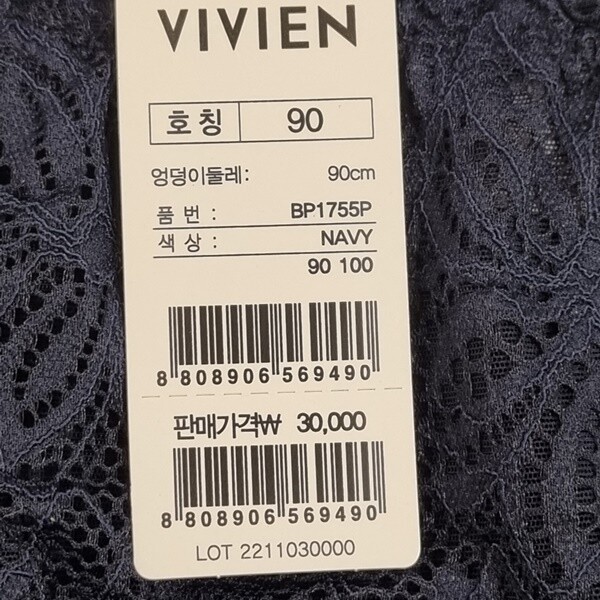 VIVIEN
호칭 90
엉덩이둘레: 90cm
품 번 : BP1755P
색 상 : NAVY
90 100
8 808906 569490
판매가격₩ 30,000
8 808906 569490
LOT 2211030000